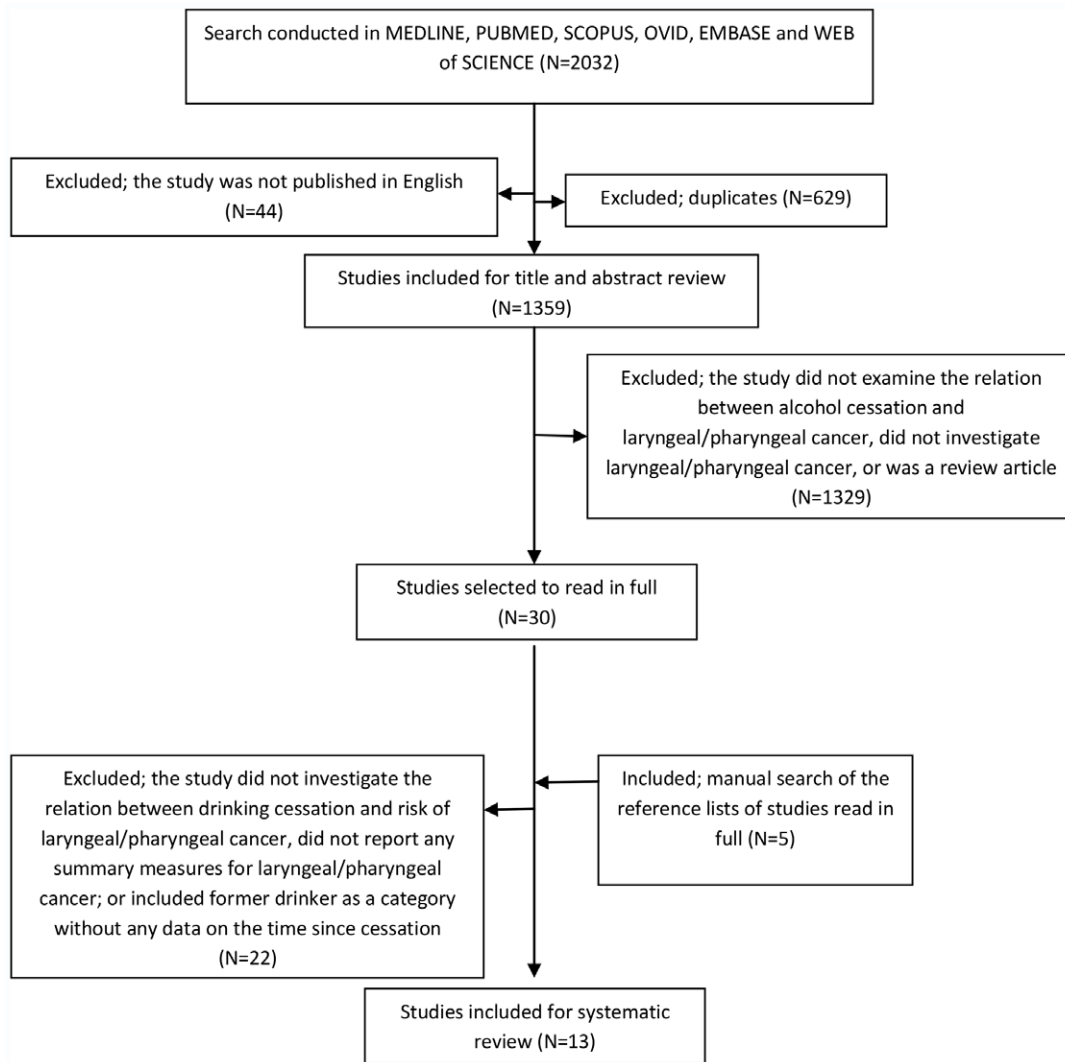 Search conducted in MEDLINE, PUBMED, SCOPUS, OVID, EMBASE and WEB
of SCIENCE (N=2032)
Excluded; the study was not published in English
(N=44)
Excluded; duplicates (N=629)
Studies included for title and abstract review
(N=1359)
Excluded; the study did not examine the relation
between alcohol cessation and
laryngeal/pharyngeal cancer, did not investigate
laryngeal/pharyngeal cancer, or was a review article
(N=1329)
Studies selected to read in full
(N=30)
Excluded; the study did not investigate the
relation between drinking cessation and risk of
laryngeal/pharyngeal cancer, did not report any
summary measures for laryngeal/pharyngeal
cancer; or included former drinker as a category
without any data on the time since cessation
(N=22)
Included; manual search of the
reference lists of studies read in
full (N=5)
Studies included for systematic
review (N=13)